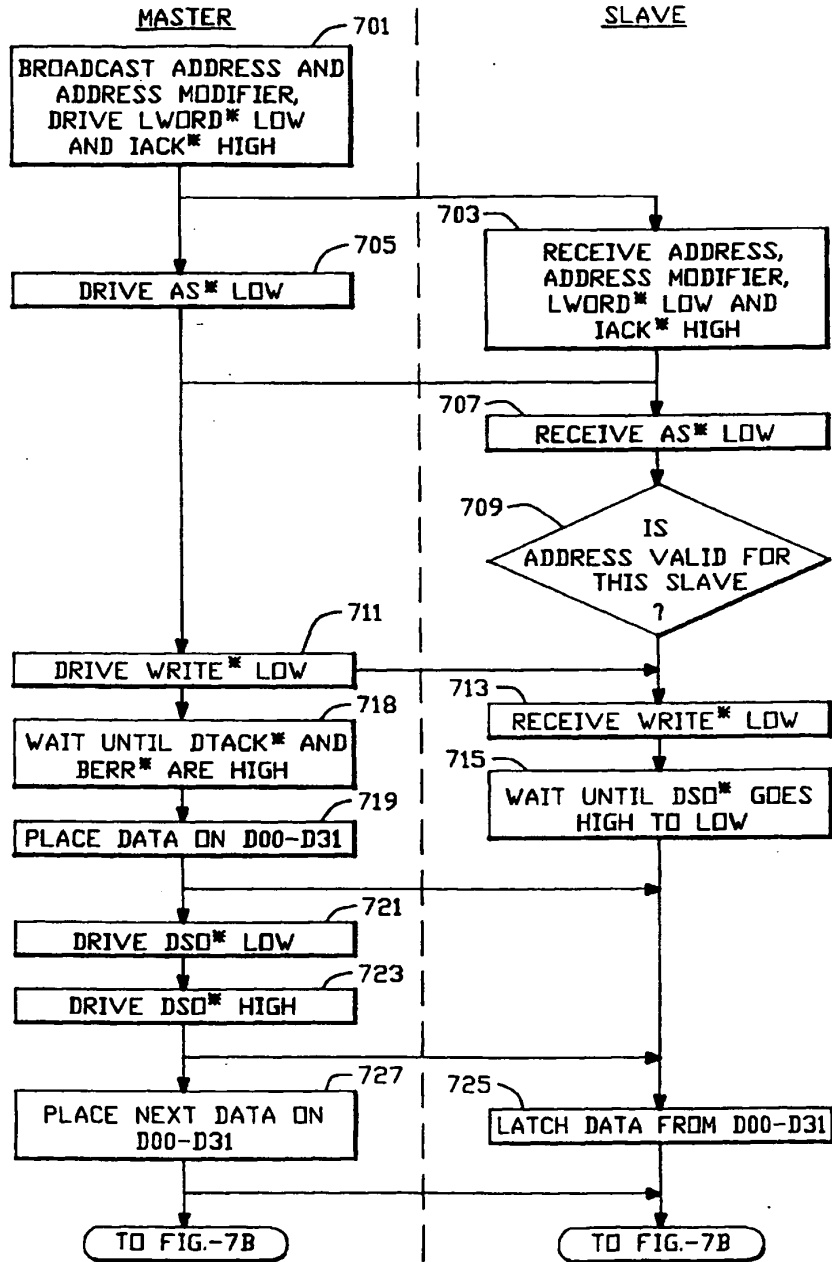 MASTER
SLAVE
701
BROADCAST ADDRESS AND
ADDRESS MODIFIER,
DRIVE LWORD* LOW
AND IACK* HIGH
703
RECEIVE ADDRESS,
ADDRESS MODIFIER,
LWORD* LOW AND
IACK* HIGH
705
DRIVE AS* LOW
707
RECEIVE AS* LOW
709
IS
ADDRESS VALID FOR
THIS SLAVE
?
711
DRIVE WRITE* LOW
713
RECEIVE WRITE* LOW
718
WAIT UNTIL DTACK* AND
BERR* ARE HIGH
715
WAIT UNTIL DS0* GOES
HIGH TO LOW
719
PLACE DATA ON D00-D31
721
DRIVE DS0* LOW
723
DRIVE DS0* HIGH
727
PLACE NEXT DATA ON
D00-D31
725
LATCH DATA FROM D00-D31
TO FIG.-7B
TO FIG.-7B